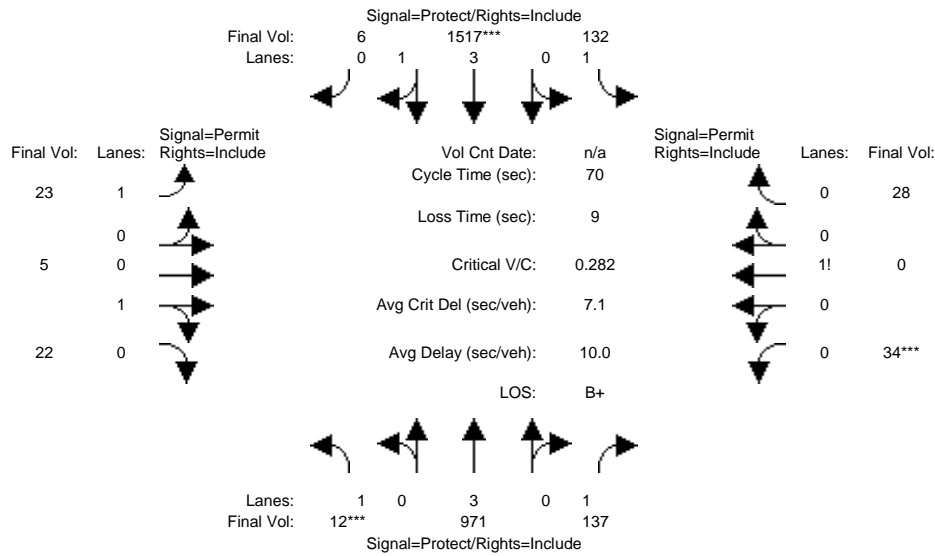 Signal=Protect/Rights=Include
Final Vol: 6 1517*** 132
Lanes: 0 1 3 0 1
Signal=Permit Signal=Permit
Final Vol: Lanes: Rights=Include Vol Cnt Date: n/a Rights=Include Lanes: Final Vol:
Cycle Time (sec): 70
23 1 0 28
Loss Time (sec): 9
0 0
5 0 Critical V/C: 0.282 1! 0
1 Avg Crit Del (sec/veh): 7.1 0
22 0 Avg Delay (sec/veh): 10.0 0 34***
LOS: B+
Lanes: 1 0 3 0 1
Final Vol: 12*** 971 137
Signal=Protect/Rights=Include